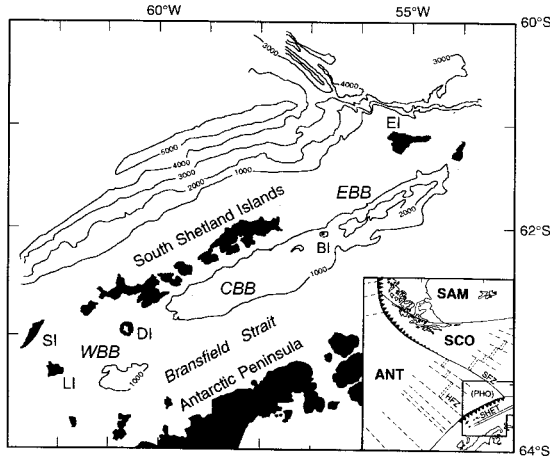 60°W
55°W
60°S
3000
3000
4000
5000
4000
3000
2000
1000
EI
EBB
2000
South Shetland Islands
BI
62°S
1000
CBB
SI
DI
WBB
Bransfield Strait
LI
1000
Antarctic Peninsula
SAM
SCO
ANT
SFZ
HFZ
(PHO)
SHET
64°S